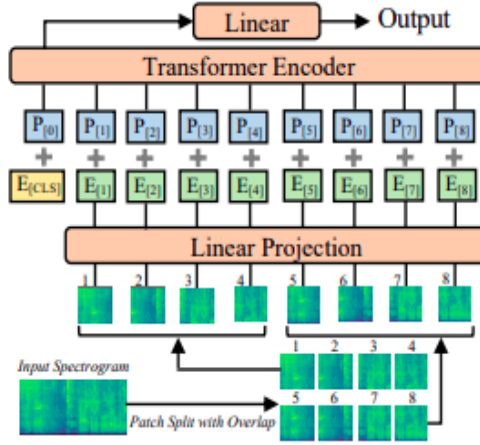 Linear
Output
Transformer Encoder
P[0] P[1] P[2] P[3] P[4] P[5] P[6] P[7] P[8]
+ + + + + + + + +
E[CLS] E[1] E[2] E[3] E[4] E[5] E[6] E[7] E[8]
Linear Projection
1 2 3 4 5 6 7 8
1 2 3 4
Input Spectrogram
5 6 7 8
Patch Split with Overlap